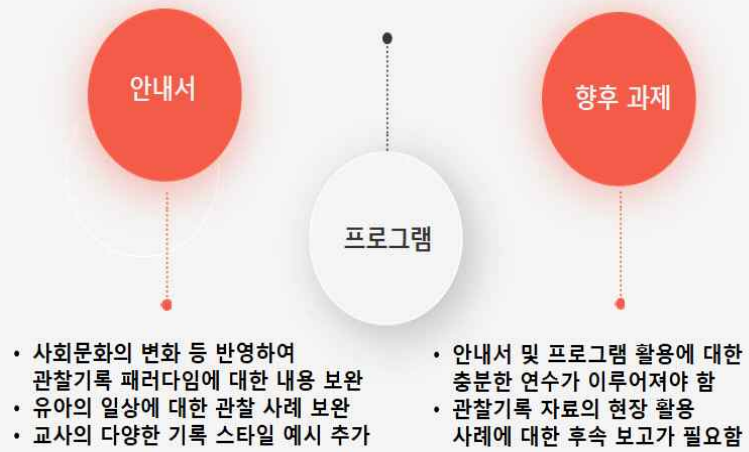 안내서
프로그램
향후 과제
• 사회문화의 변화 등 반영하여
관찰기록 패러다임에 대한 내용 보완
• 유아의 일상에 대한 관찰 사례 보완
• 교사의 다양한 기록 스타일 예시 추가
• 안내서 및 프로그램 활용에 대한
충분한 연수가 이루어져야 함
• 관찰기록 자료의 현장 활용
사례에 대한 후속 보고가 필요함